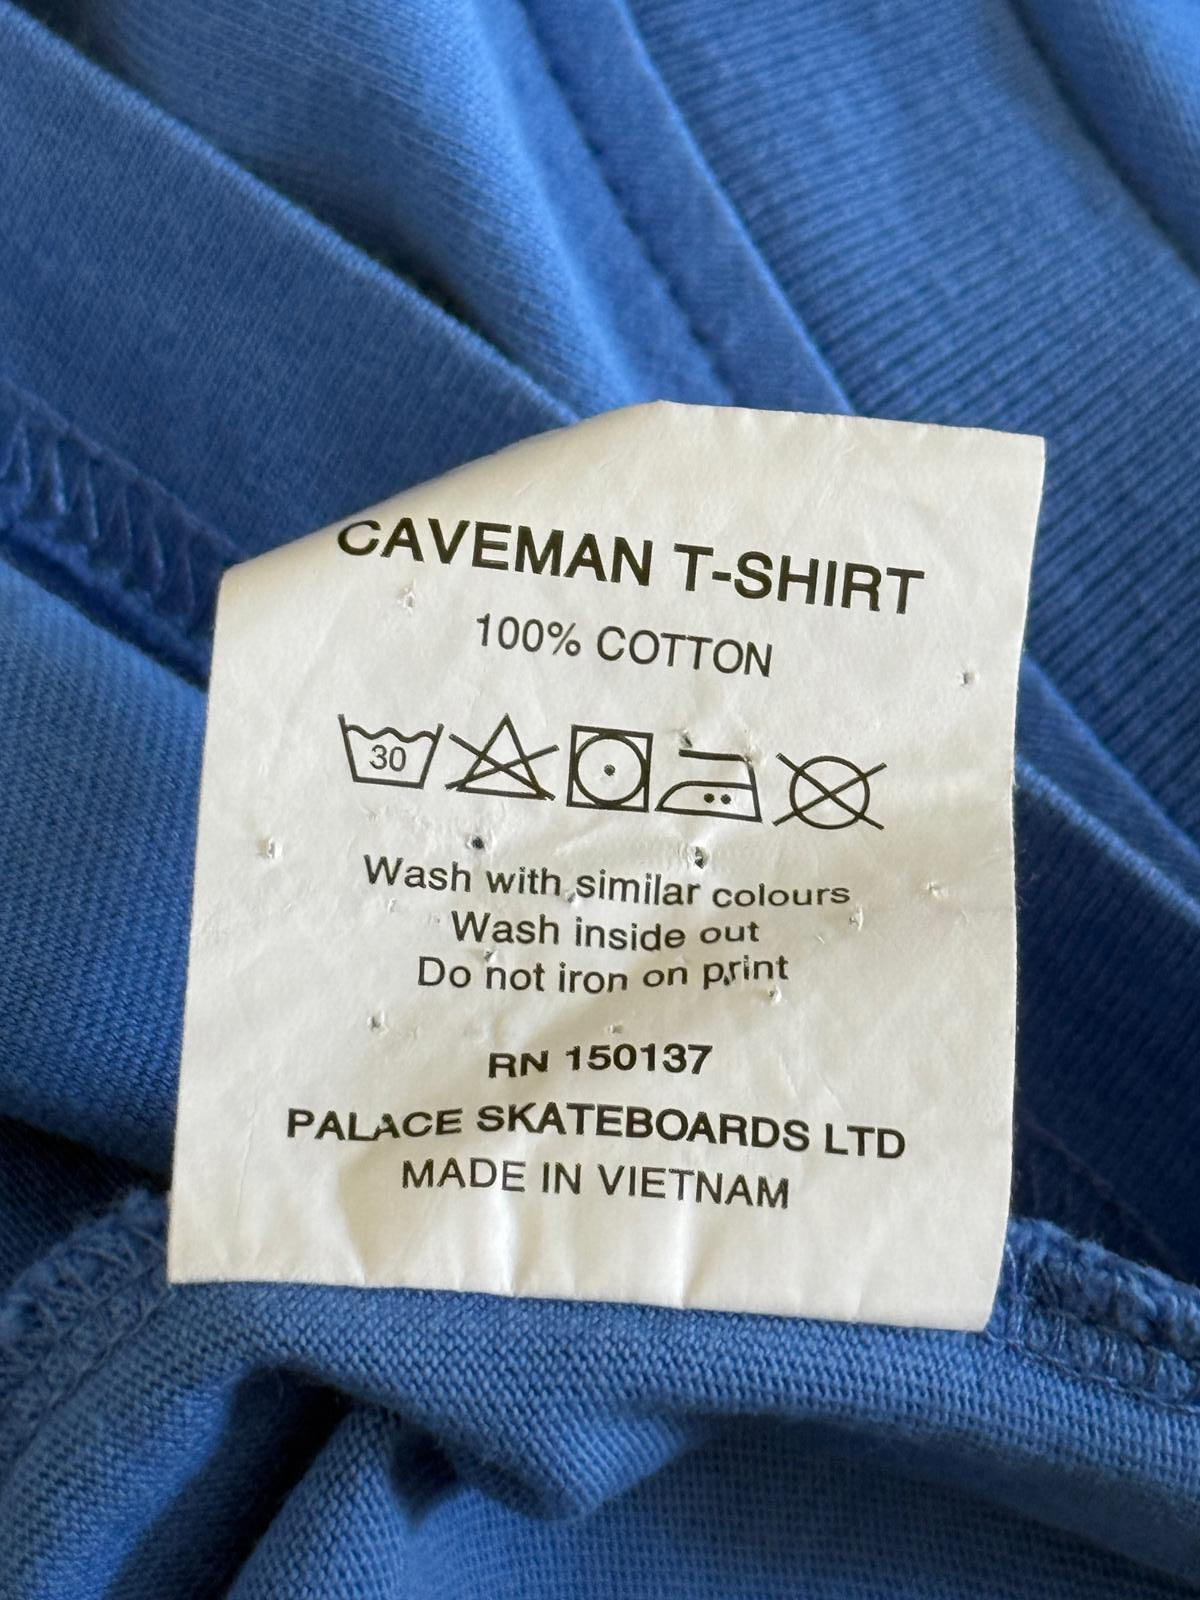 CAVEMAN T-SHIRT
100% COTTON
30
Wash with similar colours
Wash inside out
Do not iron on print
RN 150137
PALACE SKATEBOARDS LTD
MADE IN VIETNAM